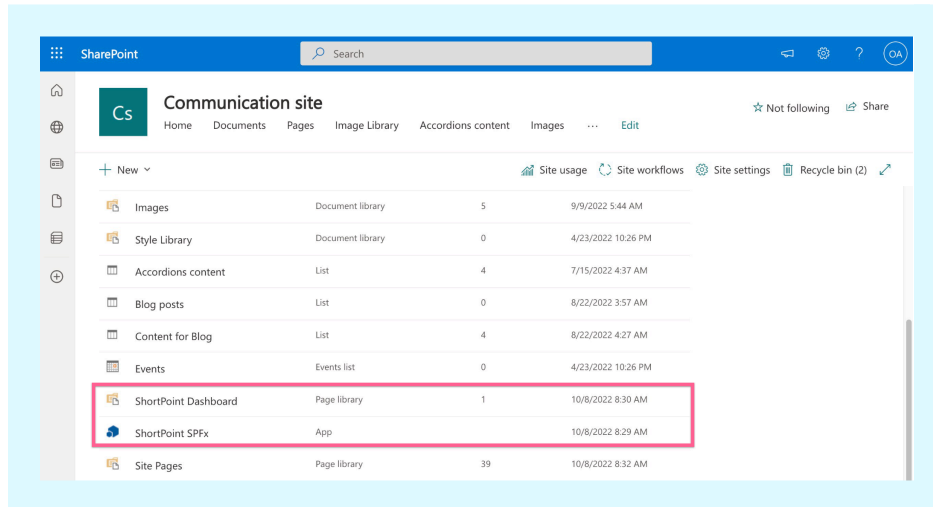 SharePoint Search ? OA
Cs Communication site Not following Share
Home Documents Pages Image Library Accordions content Images ... Edit
+ New Site usage Site workflows Site settings Recycle bin (2)
Images Document library 5 9/9/2022 5:44 AM
Style Library Document library 0 4/23/2022 10:26 PM
Accordions content List 4 7/15/2022 4:37 AM
Blog posts List 0 8/22/2022 3:57 AM
Content for Blog List 4 8/22/2022 4:27 AM
Events Events list 0 4/23/2022 10:26 PM
ShortPoint Dashboard Page library 1 10/8/2022 8:30 AM
ShortPoint SPFx App 10/8/2022 8:29 AM
Site Pages Page library 39 10/8/2022 8:32 AM